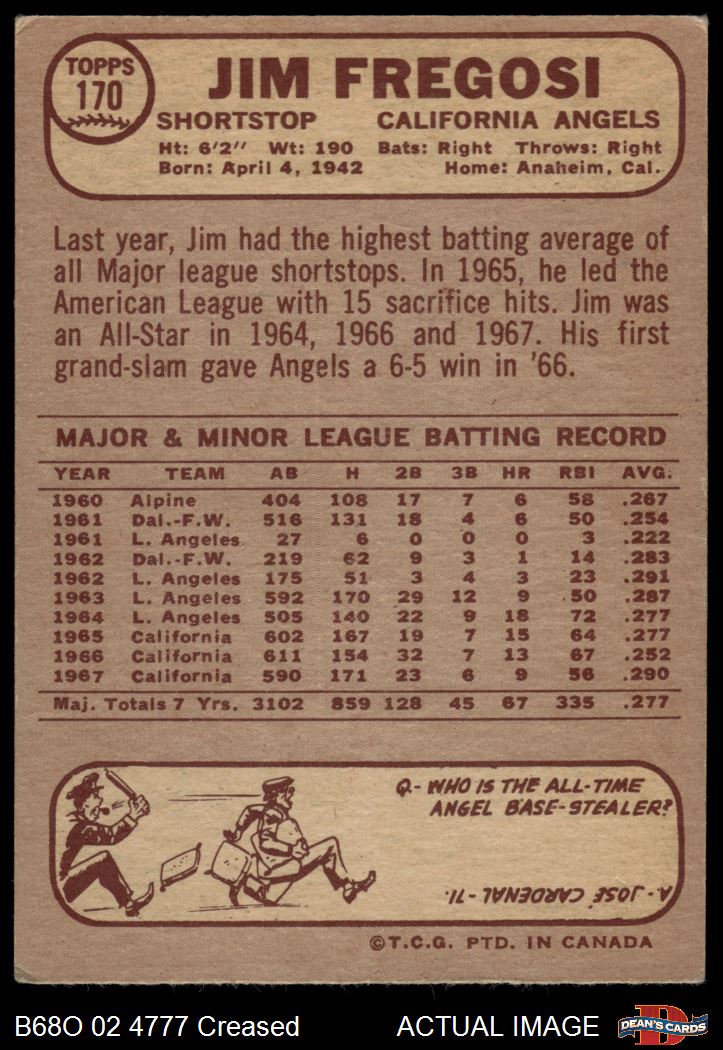 TOPPS
170
JIM FREGOSI
SHORTSTOP CALIFORNIA ANGELS
Ht: 6'2" Wt: 190 Bats: Right Throws: Right
Born: April 4, 1942 Home: Anaheim, Cal.
Last year, Jim had the highest batting average of
all Major league shortstops. In 1965, he led the
American League with 15 sacrifice hits. Jim was
an All-Star in 1964, 1966 and 1967. His first
grand-slam gave Angels a 6-5 win in '66.
MAJOR & MINOR LEAGUE BATTING RECORD
YEAR TEAM AB H 2B 3B HR RBI AVG.
1960 Alpine 404 108 17 7 6 58 .267
1961 Dal.-F.W. 516 131 18 4 6 50 .254
1961 L. Angeles 27 6 0 0 0 3 .222
1962 Dal.-F.W. 219 62 9 3 1 14 .283
1962 L. Angeles 175 51 3 4 3 23 .291
1963 L. Angeles 592 170 29 12 9 50 .287
1964 L. Angeles 505 140 22 9 18 72 .277
1965 California 602 167 19 7 15 64 .277
1966 California 611 154 32 7 13 67 .252
1967 California 590 171 23 6 9 56 .290
Maj. Totals 7 Yrs. 3102 859 128 45 67 335 .277
Q- WHO IS THE ALL-TIME
ANGEL BASE-STEALER?
A- JOSÉ CARDENAL -71.
©T.C.G. PTD. IN CANADA
B68O 02 4777 Creased ACTUAL IMAGE
D
DEAN'S CARDS